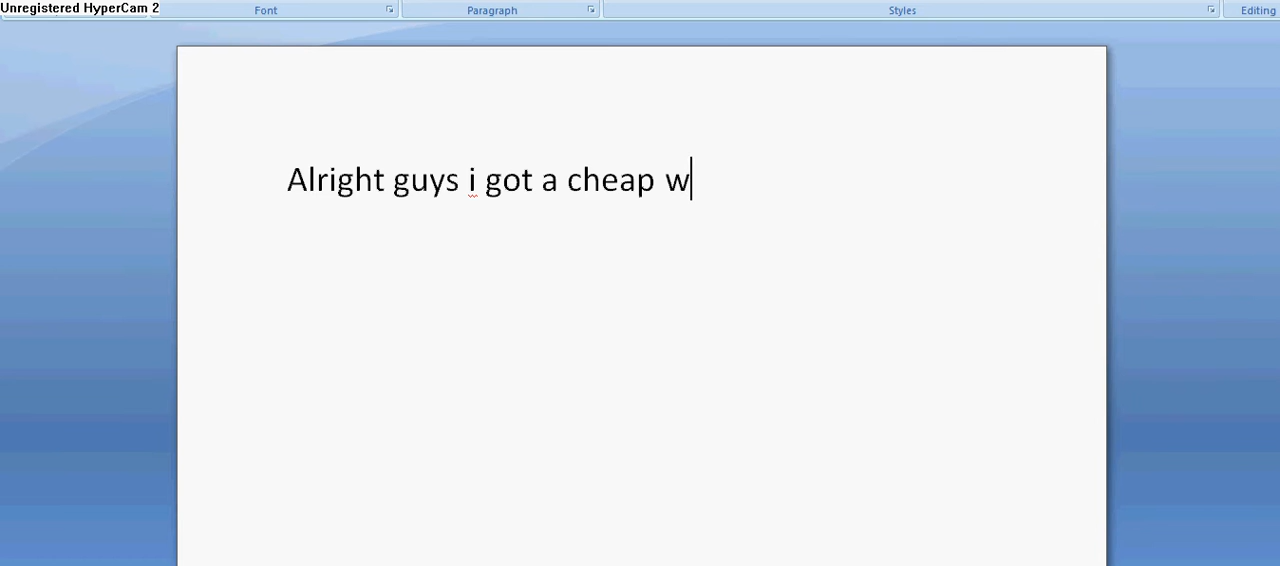 Unregistered HyperCam 2
Font Paragraph Styles Editing
Alright guys i got a cheap w